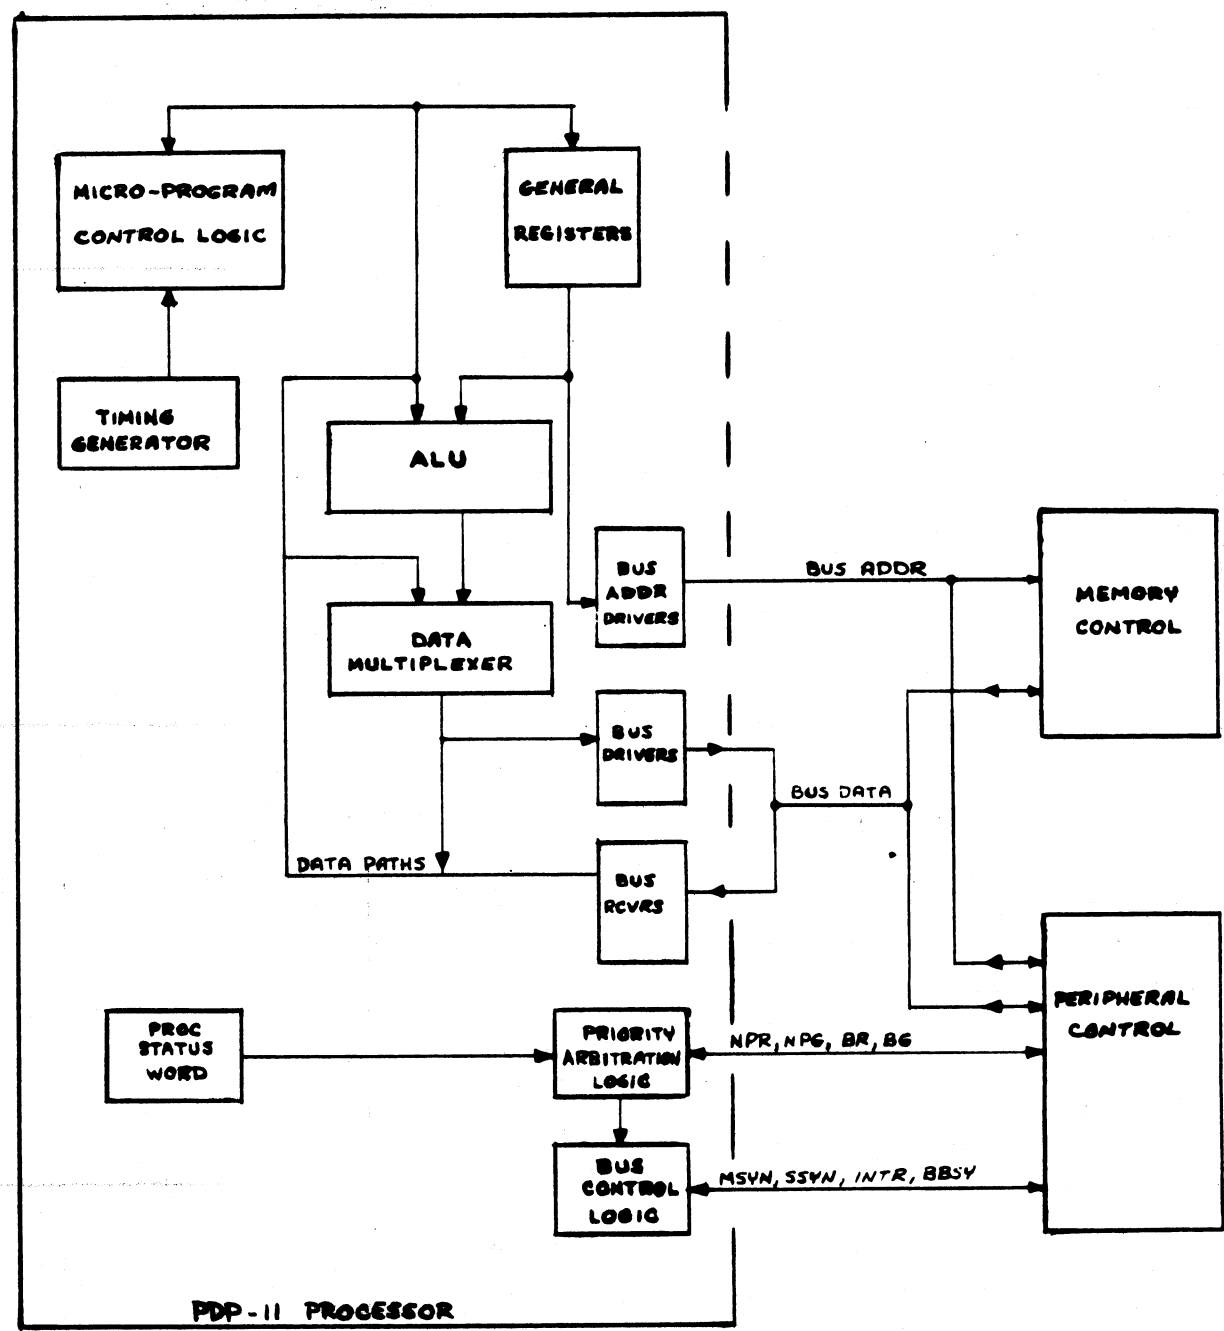 MICRO-PROGRAM
CONTROL LOGIC
GENERAL
REGISTERS
TIMING
GENERATOR
ALU
BUS
ADDR
DRIVERS
BUS ADDR
MEMORY
CONTROL
DATA
MULTIPLEXER
BUS
DRIVERS
BUS DATA
DATA PATHS
BUS
RCVRS
PROC
STATUS
WORD
PRIORITY
ARBITRATION
LOGIC
NPR, NPG, BR, BG
PERIPHERAL
CONTROL
BUS
CONTROL
LOGIC
MSYN, SSYN, INTR, BBSY
PDP-11 PROCESSOR